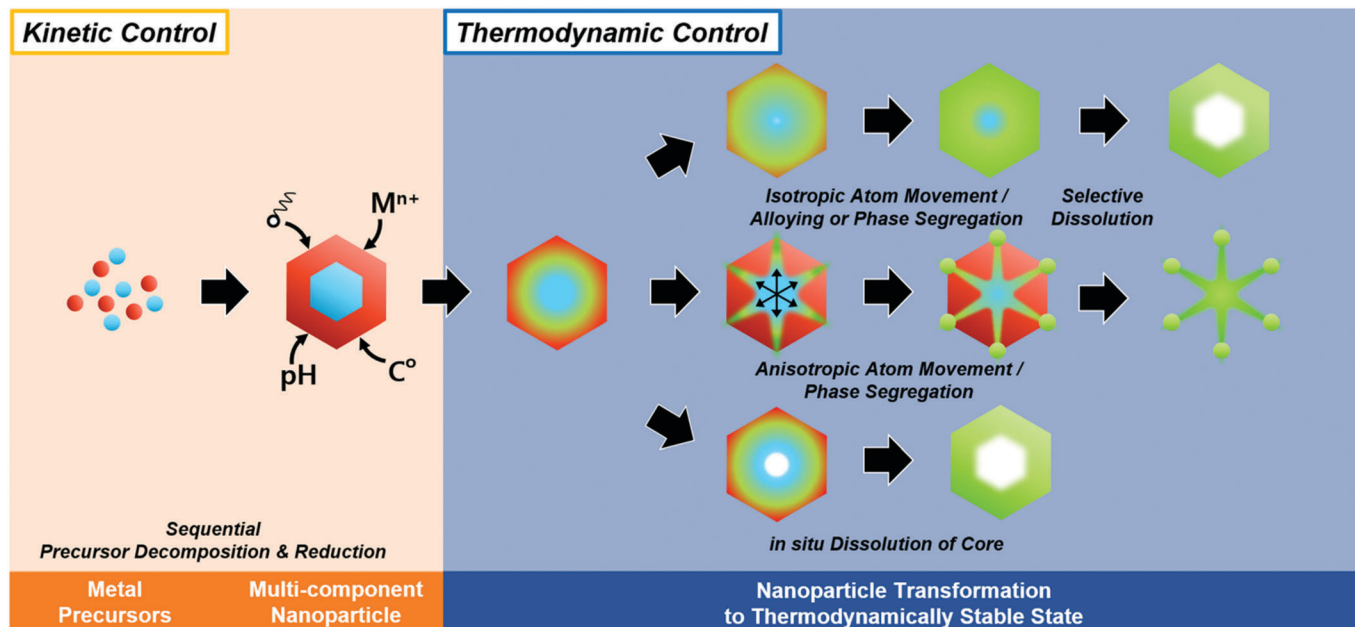 Kinetic Control
Thermodynamic Control
Mⁿ⁺
pH
Cº
Isotropic Atom Movement /
Alloying or Phase Segregation
Selective
Dissolution
Anisotropic Atom Movement /
Phase Segregation
Sequential
Precursor Decomposition & Reduction
in situ Dissolution of Core
Metal
Precursors
Multi-component
Nanoparticle
Nanoparticle Transformation
to Thermodynamically Stable State